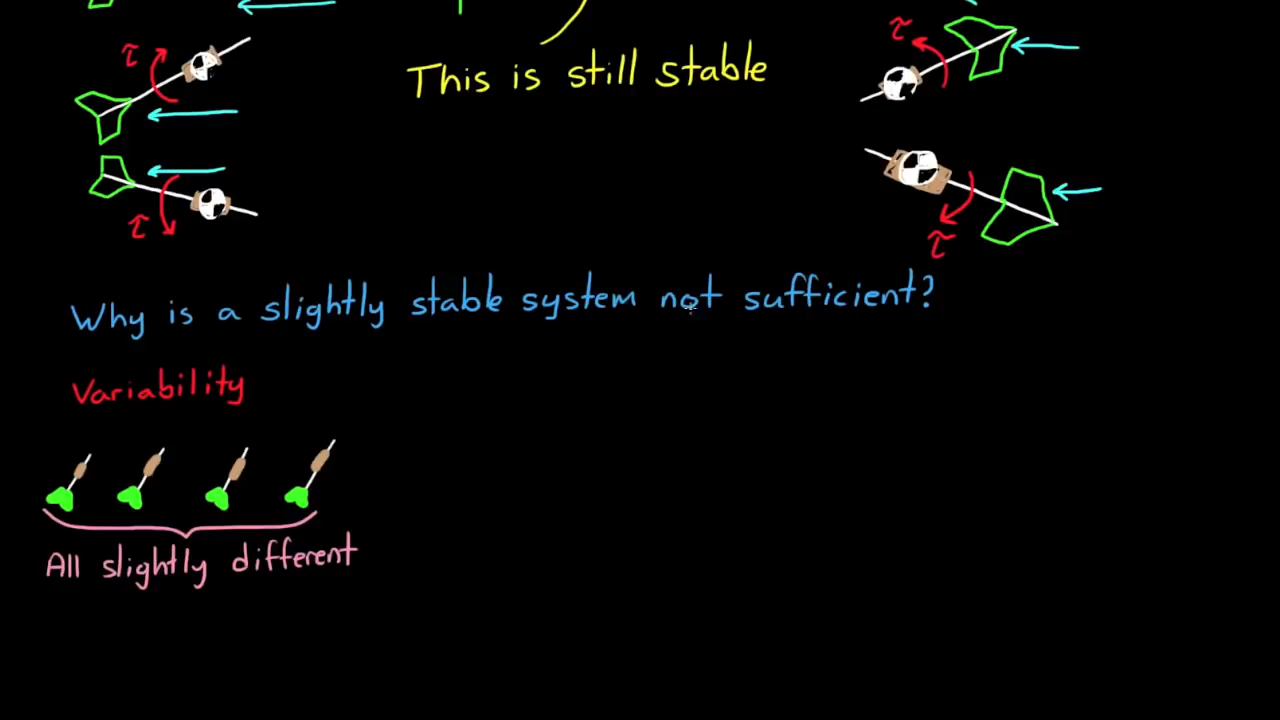 τ
τ
This is still stable
τ
τ
Why is a slightly stable system not sufficient?
Variability
All slightly different